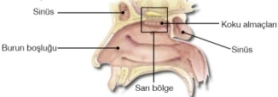 Sinüs
Koku almaçları
Burun boşluğu
Sinüs
Sarı bölge